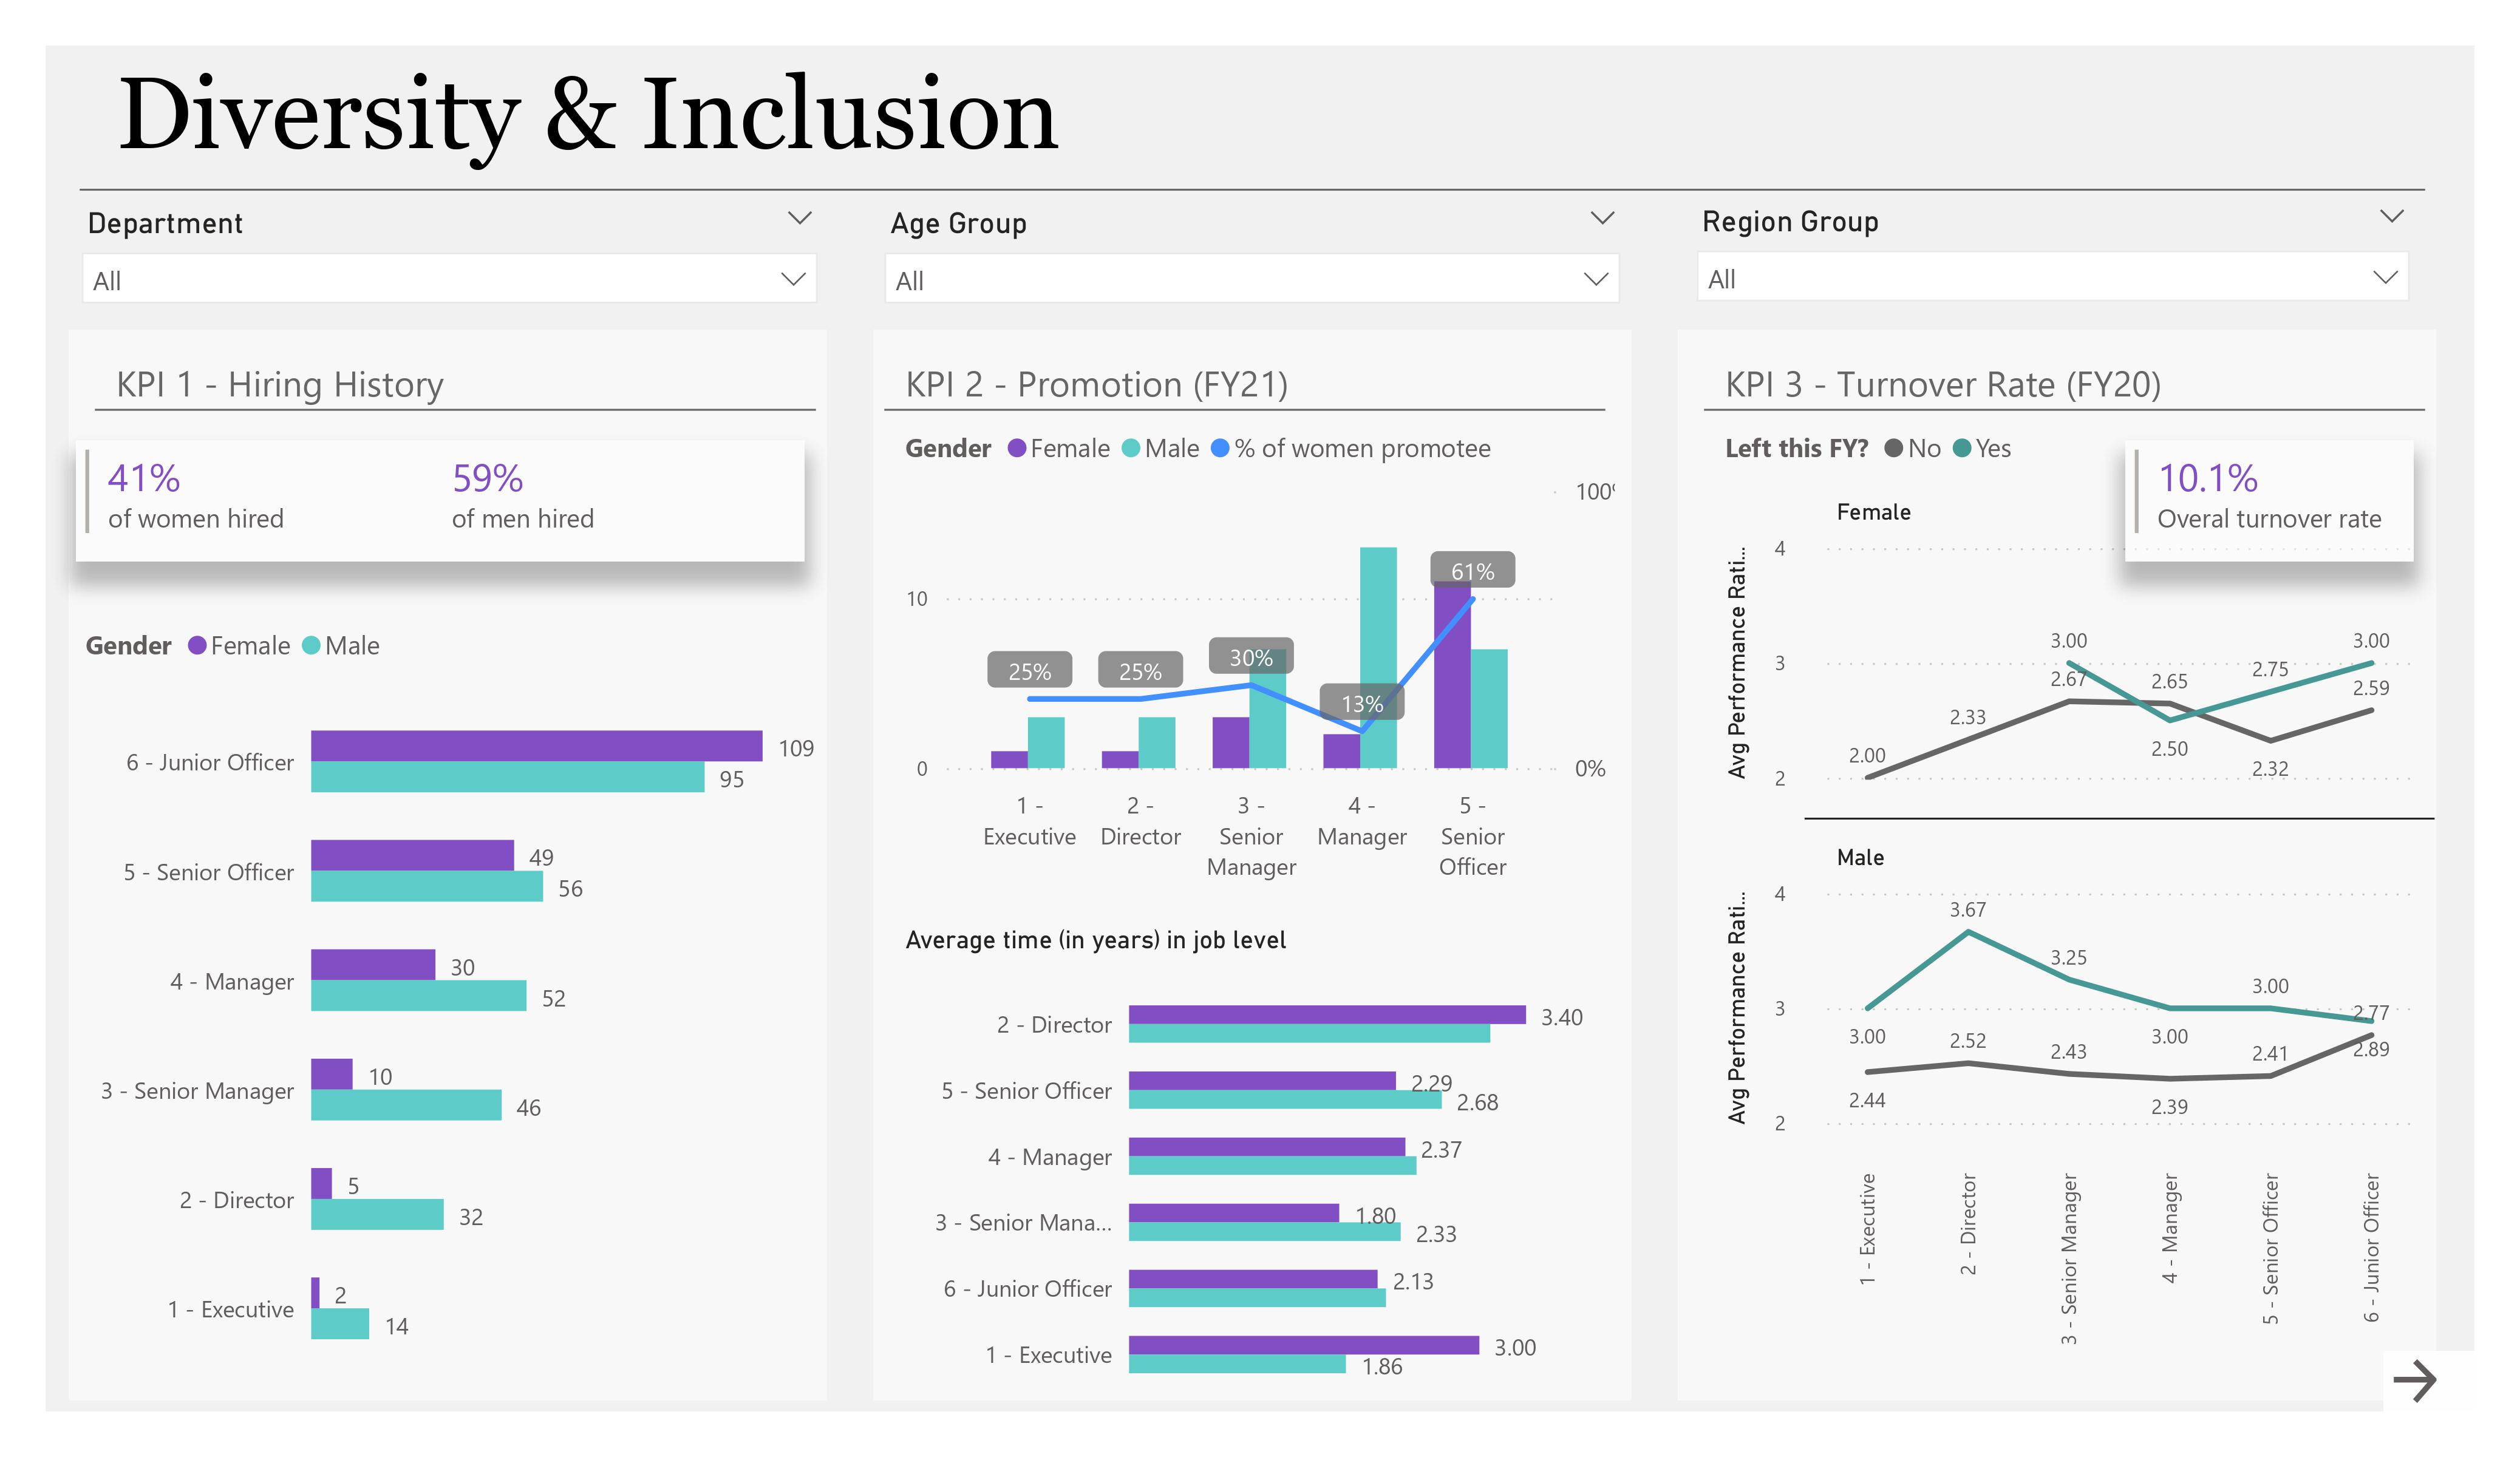 Diversity & Inclusion
Department
All
Age Group
All
Region Group
All
KPI 1 - Hiring History
41%
of women hired
59%
of men hired
Gender Female Male
6 - Junior Officer
109
95
5 - Senior Officer
49
56
4 - Manager
30
52
3 - Senior Manager
10
46
2 - Director
5
32
1 - Executive
2
14
KPI 2 - Promotion (FY21)
Gender Female Male % of women promotee
100%
10
0
0%
25%
25%
30%
13%
61%
1 -
Executive
2 -
Director
3 -
Senior
Manager
4 -
Manager
5 -
Senior
Officer
Average time (in years) in job level
2 - Director
3.40
5 - Senior Officer
2.29
2.68
4 - Manager
2.37
3 - Senior Mana...
1.80
2.33
6 - Junior Officer
2.13
1 - Executive
3.00
1.86
KPI 3 - Turnover Rate (FY20)
Left this FY? No Yes
10.1%
Overal turnover rate
Female
Avg Performance Rati...
4
3
2
2.00
2.33
3.00
2.67
2.65
2.50
2.75
2.32
3.00
2.59
Male
Avg Performance Rati...
4
3
2
3.00
2.44
3.67
2.52
3.25
2.43
3.00
2.39
3.00
2.41
2.77
2.89
1 - Executive
2 - Director
3 - Senior Manager
4 - Manager
5 - Senior Officer
6 - Junior Officer